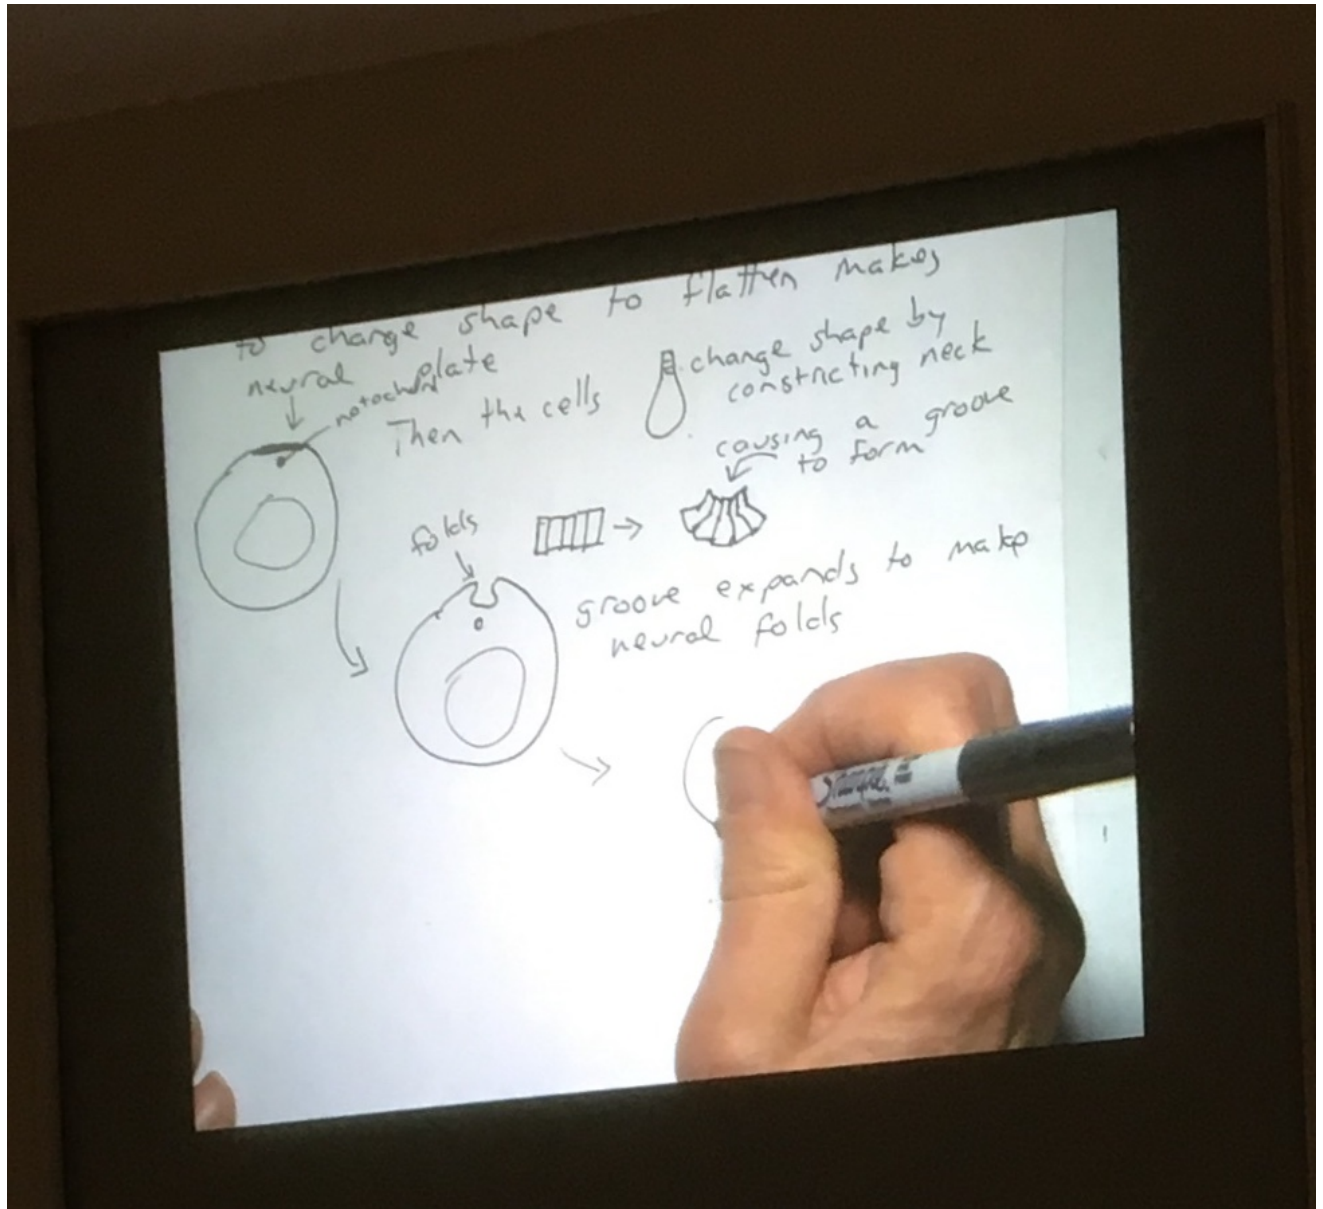 to change shape to flatten makes
neural plate
notochord
Then the cells
change shape by
constricting neck
causing a groove
to form
folds
groove expands to make
neural folds
Sharpie